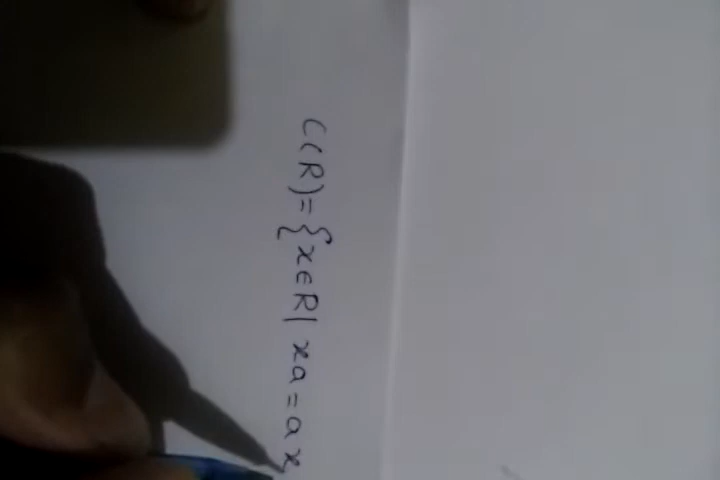 C(R) = { x ∈ R | xa = ax